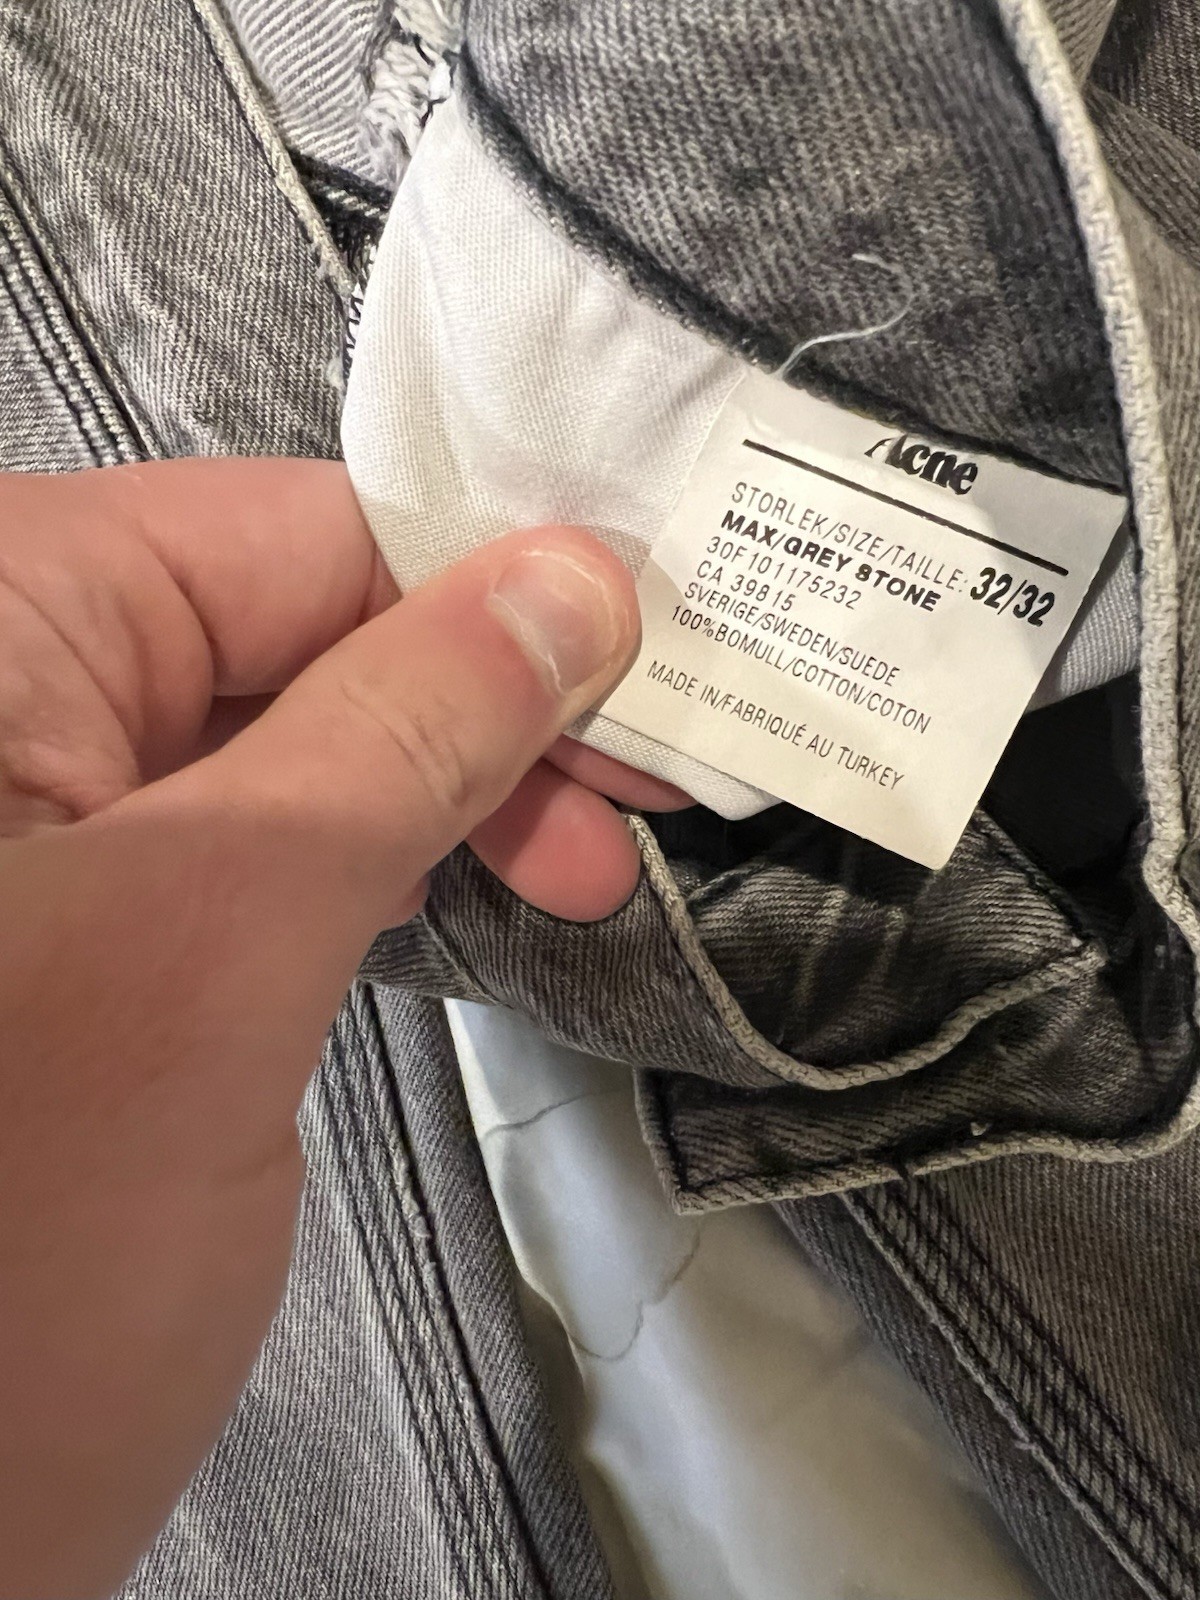 Acne
STORLEK/SIZE/TAILLE: 32/32
MAX/GREY STONE
30F101175232
CA 39815
SVERIGE/SWEDEN/SUEDE
100%BOMULL/COTTON/COTON
MADE IN/FABRIQUÉ AU TURKEY